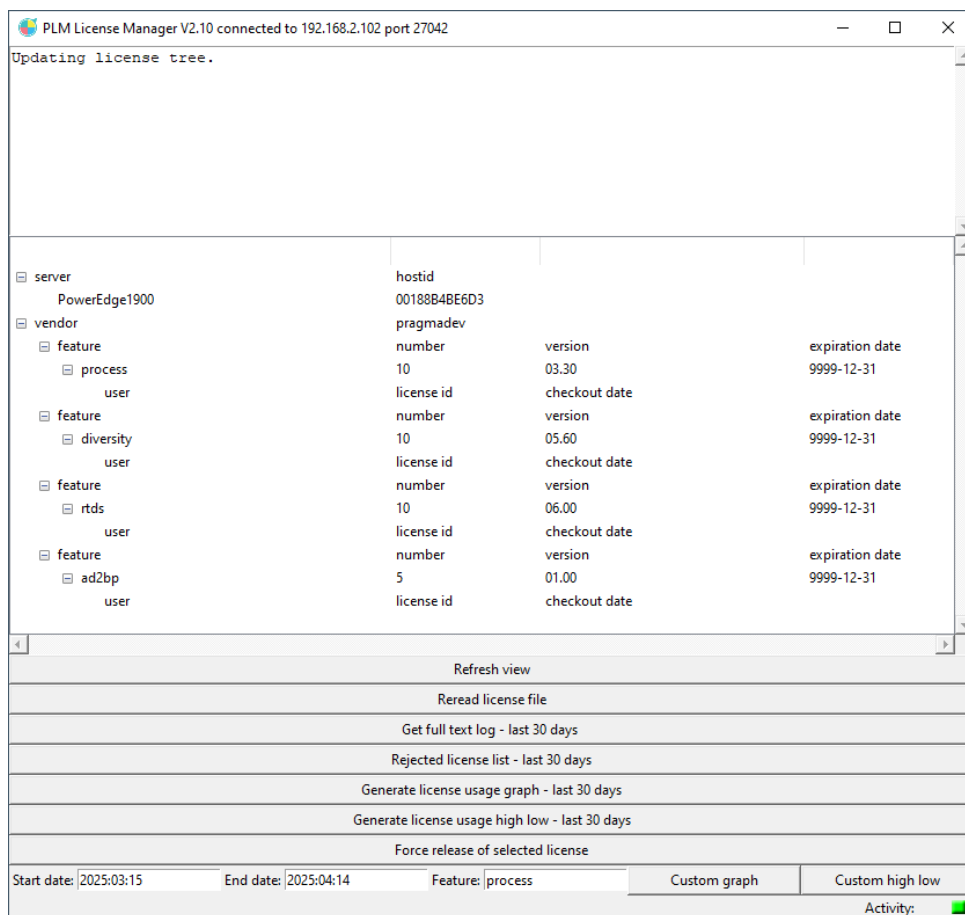 PLM License Manager V2.10 connected to 192.168.2.102 port 27042
Updating license tree.
server hostid
PowerEdge1900 00188B4BE6D3
vendor pragmadev
feature number version expiration date
process 10 03.30 9999-12-31
user license id checkout date
feature number version expiration date
diversity 10 05.60 9999-12-31
user license id checkout date
feature number version expiration date
rtds 10 06.00 9999-12-31
user license id checkout date
feature number version expiration date
ad2bp 5 01.00 9999-12-31
user license id checkout date
Refresh view
Reread license file
Get full text log - last 30 days
Rejected license list - last 30 days
Generate license usage graph - last 30 days
Generate license usage high low - last 30 days
Force release of selected license
Start date: 2025:03:15 End date: 2025:04:14 Feature: process Custom graph Custom high low
Activity: